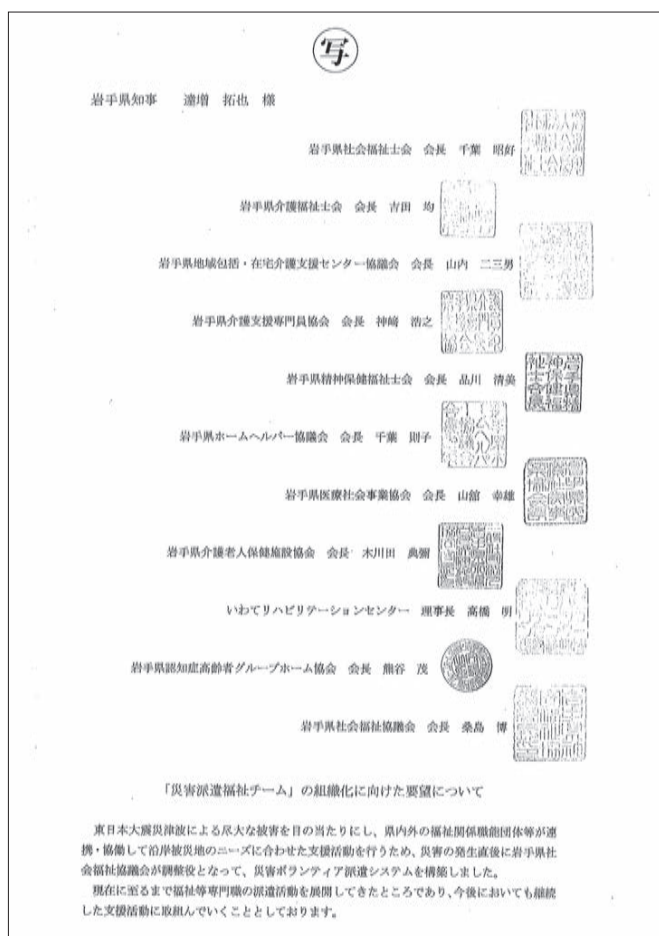 写
岩手県知事　達増　拓也　様
岩手県社会福祉士会　会長　千葉　昭好
岩手県介護福祉士会　会長　吉田　均
岩手県地域包括・在宅介護支援センター協議会　会長　山内　二三男
岩手県介護支援専門員協会　会長　神﨑　浩之
岩手県精神保健福祉士会　会長　品川　清美
岩手県ホームヘルパー協議会　会長　千葉　則子
岩手県医療社会事業協会　会長　山舘　幸雄
岩手県介護老人保健施設協会　会長　木川田　典彌
いわてリハビリテーションセンター　理事長　高橋　明
岩手県認知症高齢者グループホーム協会　会長　熊谷　茂
岩手県社会福祉協議会　会長　桑島　博
「災害派遣福祉チーム」の組織化に向けた要望について
東日本大震災津波による尽大な被害を目の当たりにし、県内外の福祉関係職能団体等が連
携・協働して沿岸被災地のニーズに合わせた支援活動を行うため、災害の発生直後に岩手県社
会福祉協議会が調整役となって、災害ボランティア派遣システムを構築しました。
現在に至るまで福祉等専門職の派遣活動を展開してきたところであり、今後においても継続
した支援活動に取組んでいくこととしております。